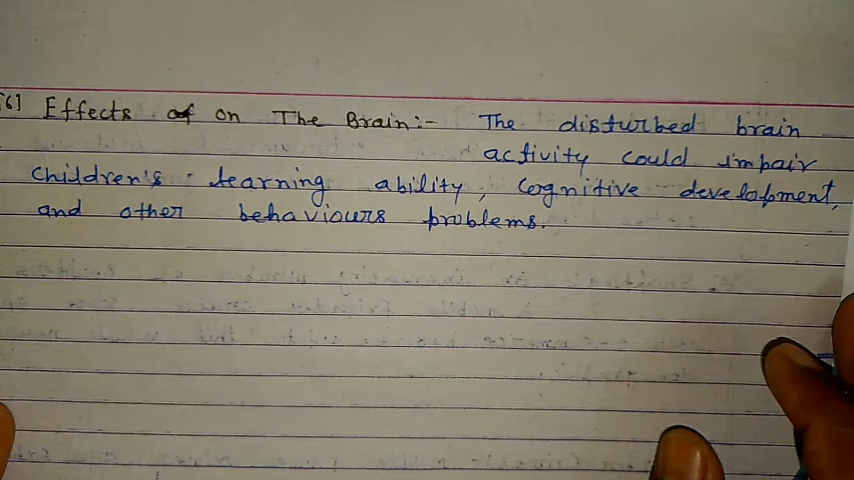 [6] Effects of on The Brain:- The disturbed brain
activity could impair
children's learning ability, cognitive development,
and other behaviours problems.